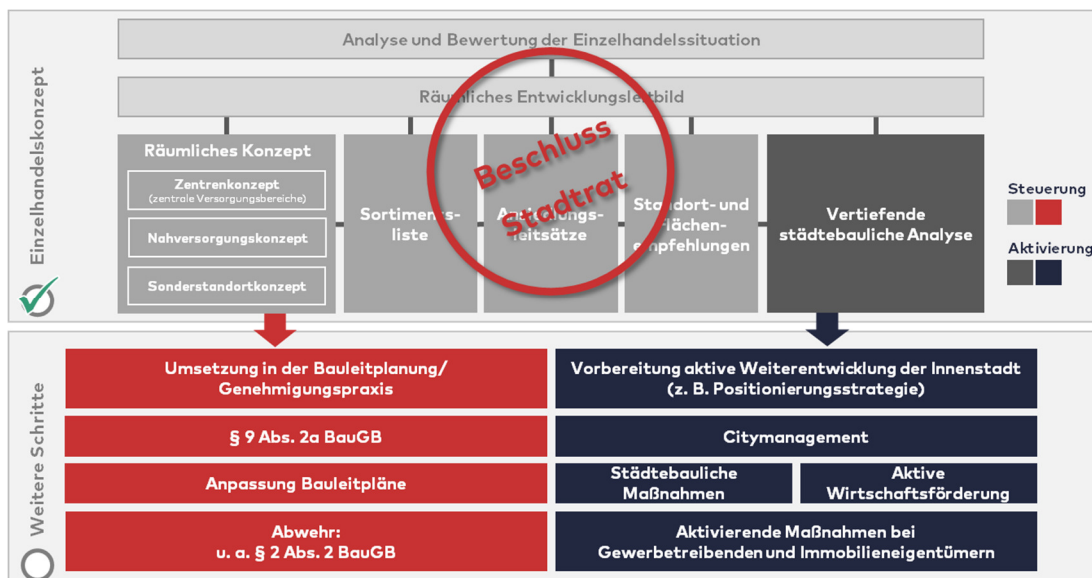 Einzelhandelskonzept
Analyse und Bewertung der Einzelhandelssituation
Räumliches Entwicklungsleitbild
Räumliches Konzept
Zentrenkonzept
(zentrale Versorgungsbereiche)
Nahversorgungskonzept
Sonderstandortkonzept
Sortiments-
liste
Ansiedlungs-
leitsätze
Standort- und
Flächen-
empfehlungen
Vertiefende
städtebauliche Analyse
Beschluss
Stadtrat
Steuerung
Aktivierung
Weitere Schritte
Umsetzung in der Bauleitplanung/
Genehmigungspraxis
§ 9 Abs. 2a BauGB
Anpassung Bauleitpläne
Abwehr:
u. a. § 2 Abs. 2 BauGB
Vorbereitung aktive Weiterentwicklung der Innenstadt
(z. B. Positionierungsstrategie)
Citymanagement
Städtebauliche
Maßnahmen
Aktive
Wirtschaftsförderung
Aktivierende Maßnahmen bei
Gewerbetreibenden und Immobilieneigentümern